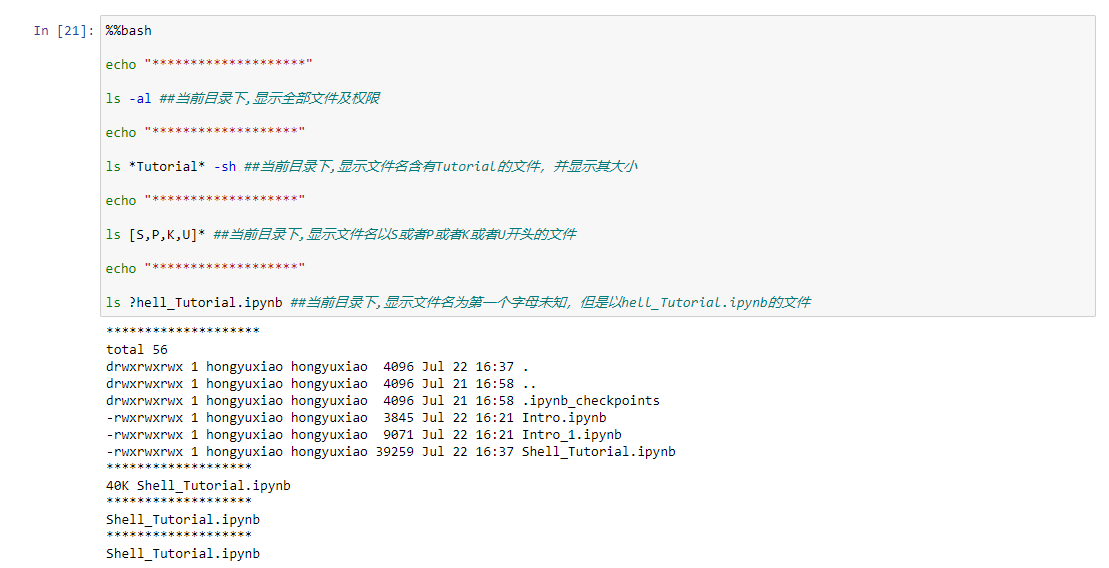 In [21]: %%bash
echo "********************"
ls -al ##当前目录下,显示全部文件及权限
echo "*******************"
ls *Tutorial* -sh ##当前目录下,显示文件名含有Tutorial的文件，并显示其大小
echo "*******************"
ls [S,P,K,U]* ##当前目录下,显示文件名以S或者P或者K或者U开头的文件
echo "*******************"
ls ?hell_Tutorial.ipynb ##当前目录下,显示文件名为第一个字母未知，但是以hell_Tutorial.ipynb的文件
********************
total 56
drwxrwxrwx 1 hongyuxiao hongyuxiao  4096 Jul 22 16:37 .
drwxrwxrwx 1 hongyuxiao hongyuxiao  4096 Jul 21 16:58 ..
drwxrwxrwx 1 hongyuxiao hongyuxiao  4096 Jul 21 16:58 .ipynb_checkpoints
-rwxrwxrwx 1 hongyuxiao hongyuxiao  3845 Jul 22 16:21 Intro.ipynb
-rwxrwxrwx 1 hongyuxiao hongyuxiao  9071 Jul 22 16:21 Intro_1.ipynb
-rwxrwxrwx 1 hongyuxiao hongyuxiao 39259 Jul 22 16:37 Shell_Tutorial.ipynb
*******************
40K Shell_Tutorial.ipynb
*******************
Shell_Tutorial.ipynb
*******************
Shell_Tutorial.ipynb